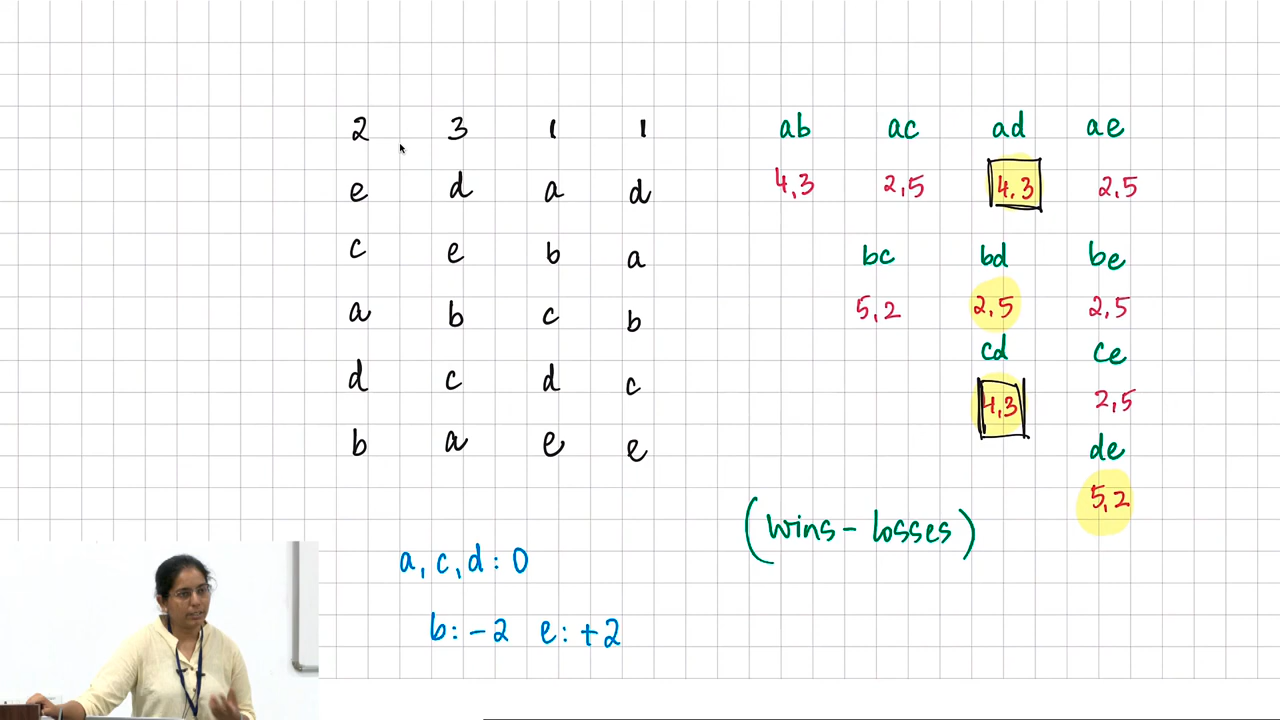 2 3 1 1
e d a d
c e b a
a b c b
d c d c
b a e e
ab ac ad ae
4,3 2,5 4,3 2,5
bc bd be
5,2 2,5 2,5
cd ce
4,3 2,5
de
5,2
(wins - losses)
a, c, d : 0
b: -2 e: +2